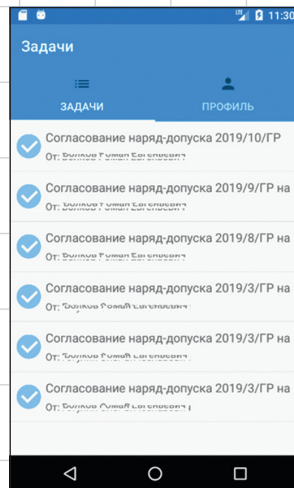 LTE 11:30
Задачи
ЗАДАЧИ ПРОФИЛЬ
Согласование наряд-допуска 2019/10/ГР
От:
Согласование наряд-допуска 2019/9/ГР на
От:
Согласование наряд-допуска 2019/8/ГР на
От:
Согласование наряд-допуска 2019/3/ГР на
От:
Согласование наряд-допуска 2019/3/ГР на
От:
Согласование наряд-допуска 2019/3/ГР на
От: